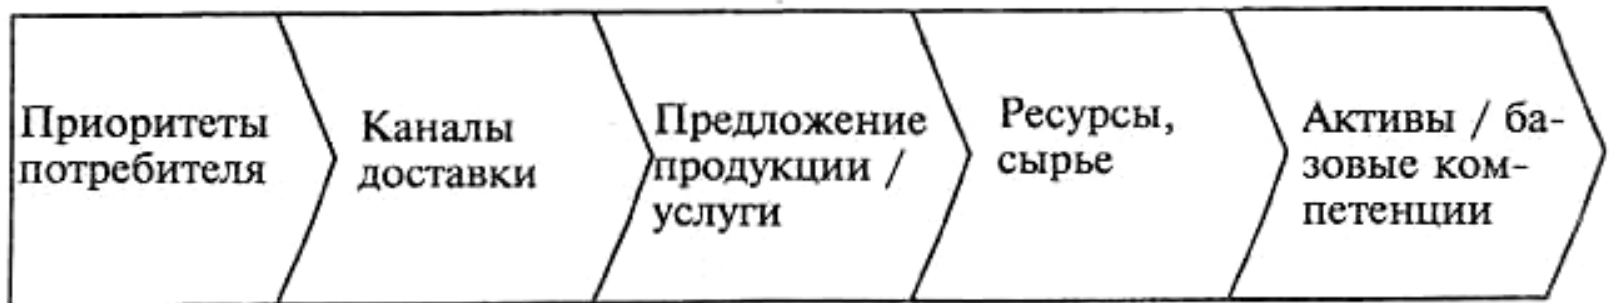 Приоритеты
потребителя
Каналы
доставки
Предложение
продукции /
услуги
Ресурсы,
сырье
Активы / ба-
зовые ком-
петенции